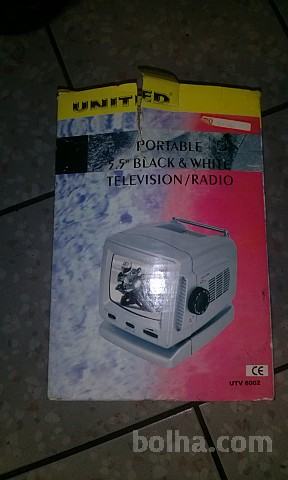 UNITED
PORTABLE
5.5" BLACK & WHITE
TELEVISION/RADIO
CE
UTV 6002
bolha.com